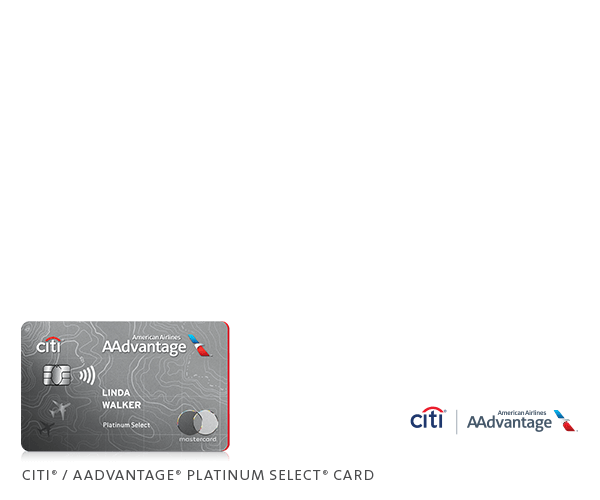 citi
American Airlines
AAdvantage
LINDA
WALKER
Platinum Select
mastercard
citi® | American Airlines
AAdvantage
CITI® / AADVANTAGE® PLATINUM SELECT® CARD